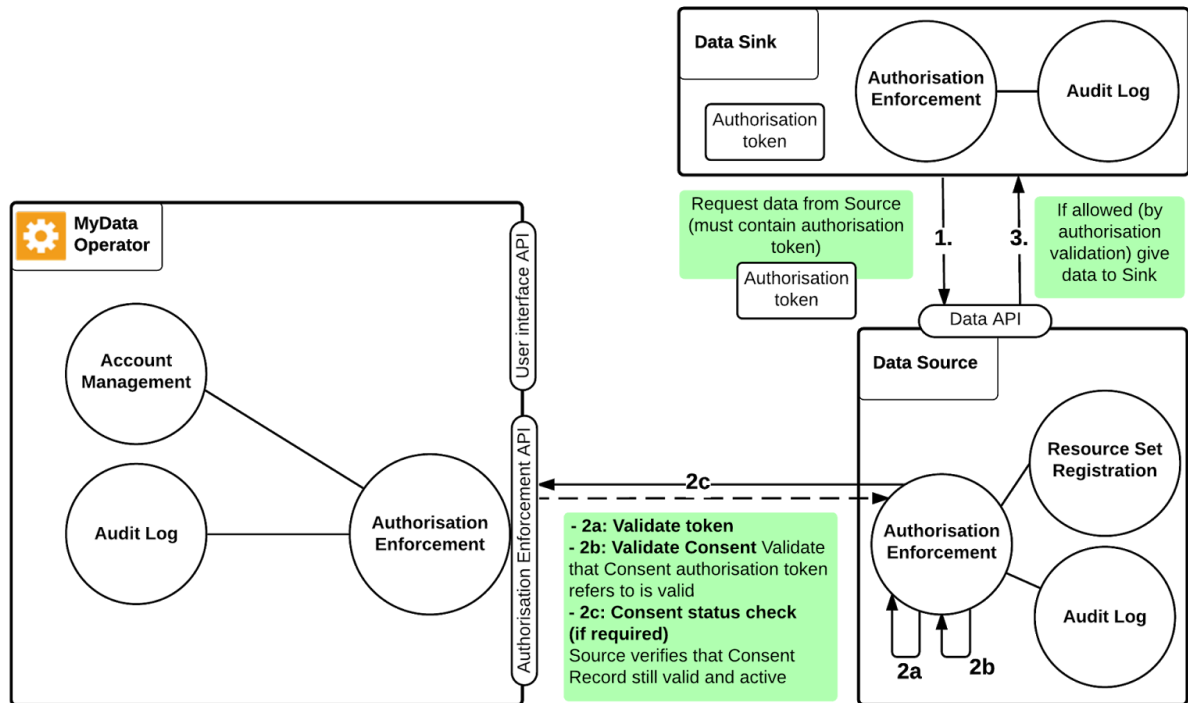 Data Sink
Authorisation
Enforcement
Audit Log
Authorisation
token
Request data from Source
(must contain authorisation
token)
Authorisation
token
1.
3.
If allowed (by
authorisation
validation) give
data to Sink
MyData
Operator
User interface API
Account
Management
Audit Log
Authorisation
Enforcement
Authorisation Enforcement API
2c
- 2a: Validate token
- 2b: Validate Consent Validate
that Consent authorisation token
refers to is valid
- 2c: Consent status check
(if required)
Source verifies that Consent
Record still valid and active
Data API
Data Source
Resource Set
Registration
Authorisation
Enforcement
Audit Log
2a
2b